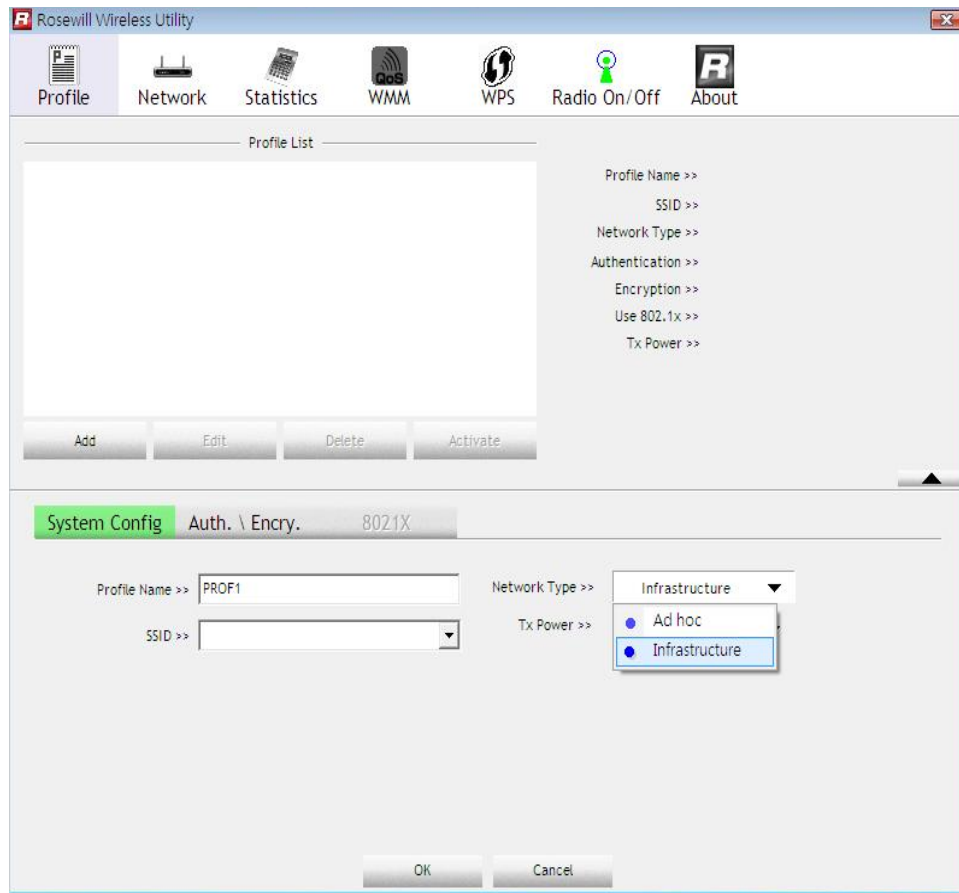 Rosewill Wireless Utility
Profile Network Statistics WMM WPS Radio On/Off About
QoS
Profile List
Profile Name >>
SSID >>
Network Type >>
Authentication >>
Encryption >>
Use 802.1x >>
Tx Power >>
Add Edit Delete Activate
System Config Auth. \ Encry. 8021X
Profile Name >> PROF1 Network Type >> Infrastructure
SSID >> Tx Power >>
Ad hoc
Infrastructure
OK Cancel